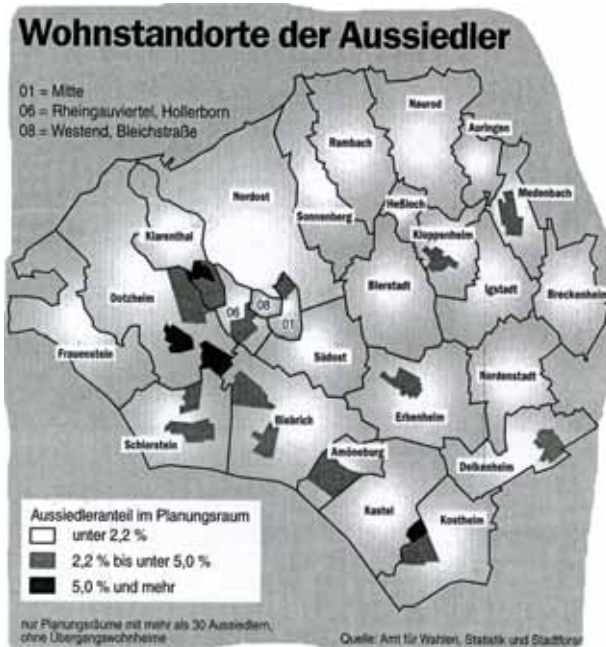 Wohnstandorte der Aussiedler
01 = Mitte
06 = Rheingauviertel, Hollerborn
08 = Westend, Bleichstraße
Naurod
Auringen
Rambach
Medenbach
Nordost
Heßloch
Sonnenberg
Klarenthal
Kloppenheim
Bierstadt
Igstadt
Breckenheim
Dotzheim
06
08
01
Frauenstein
Südost
Nordenstadt
Erbenheim
Biebrich
Schierstein
Amöneburg
Delkenheim
Kastel
Kostheim
Aussiedleranteil im Planungsraum
unter 2,2 %
2,2 % bis unter 5,0 %
5,0 % und mehr
nur Planungsräume mit mehr als 30 Aussiedlern,
ohne Übergangswohnheime
Quelle: Amt für Wahlen, Statistik und Stadtforsr